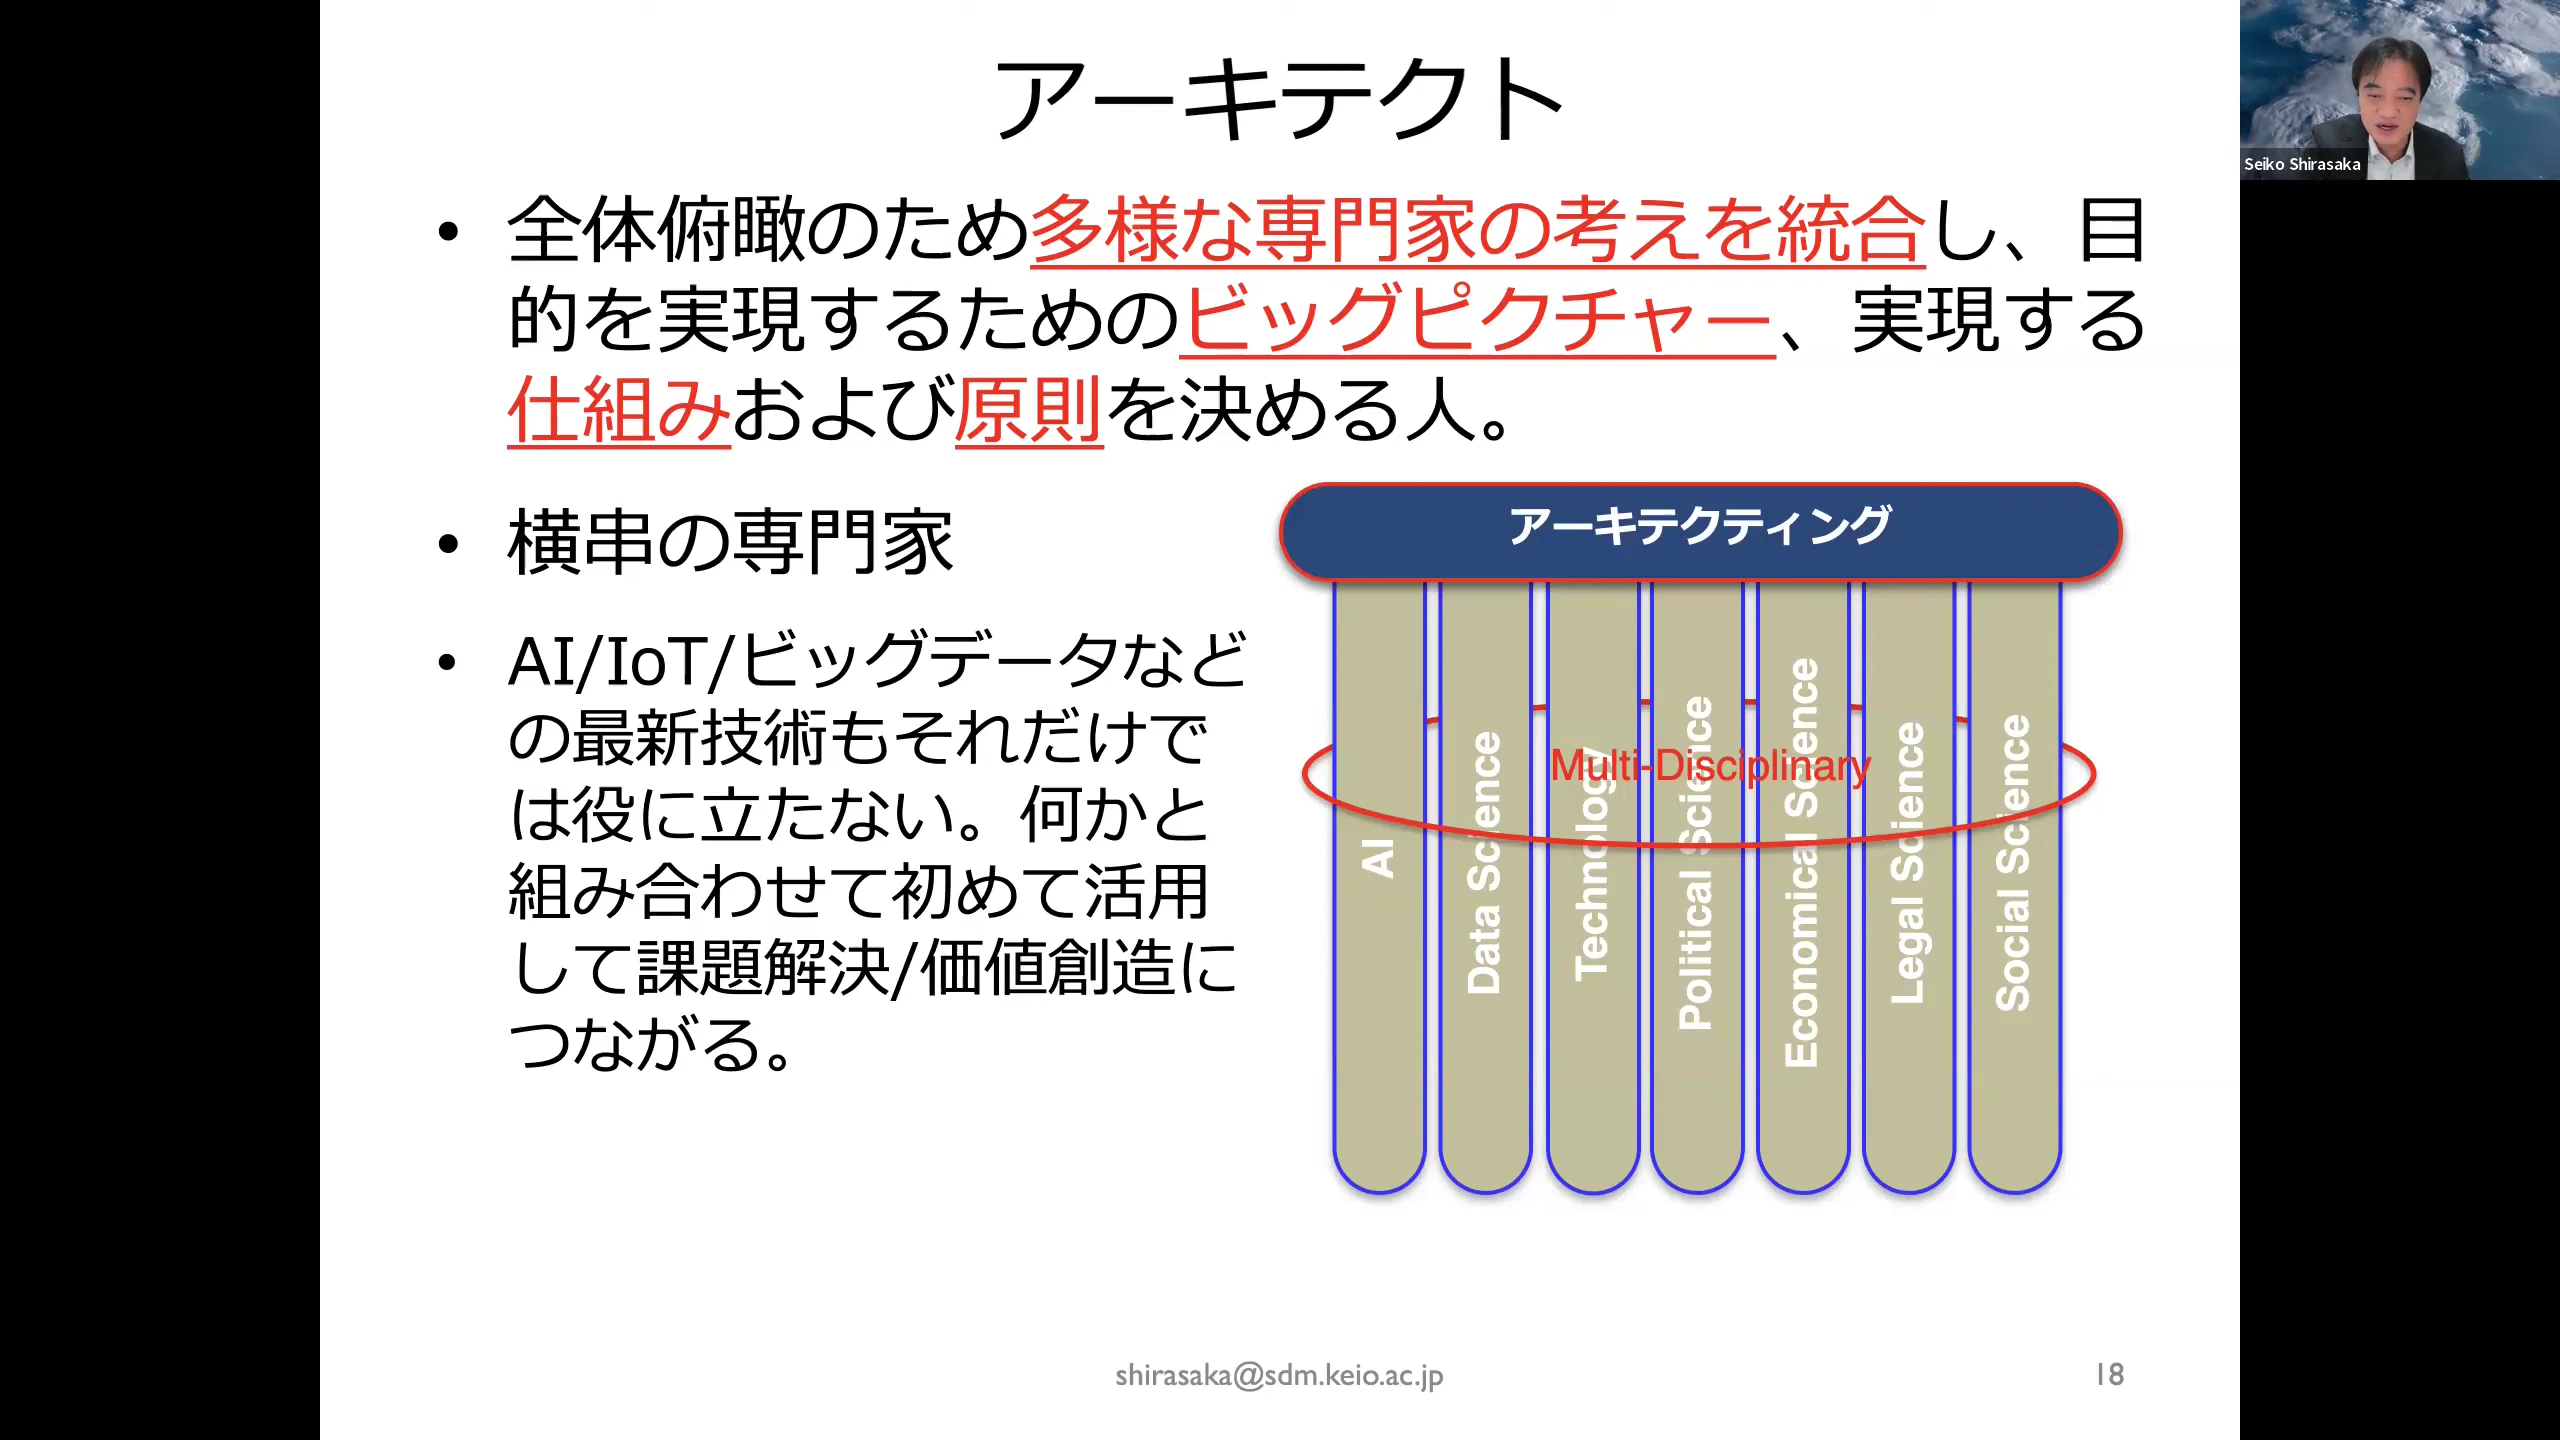 アーキテクト
Seiko Shirasaka
• 全体俯瞰のため多様な専門家の考えを統合し、目
的を実現するためのビッグピクチャー、実現する
仕組みおよび原則を決める人。
• 横串の専門家
• AI/IoT/ビッグデータなど
の最新技術もそれだけで
は役に立たない。何かと
組み合わせて初めて活用
して課題解決/価値創造に
つながる。
アーキテクティング
Multi-Disciplinary
AI
Data Science
Technology
Political Science
Economical Science
Legal Science
Social Science
shirasaka@sdm.keio.ac.jp
18